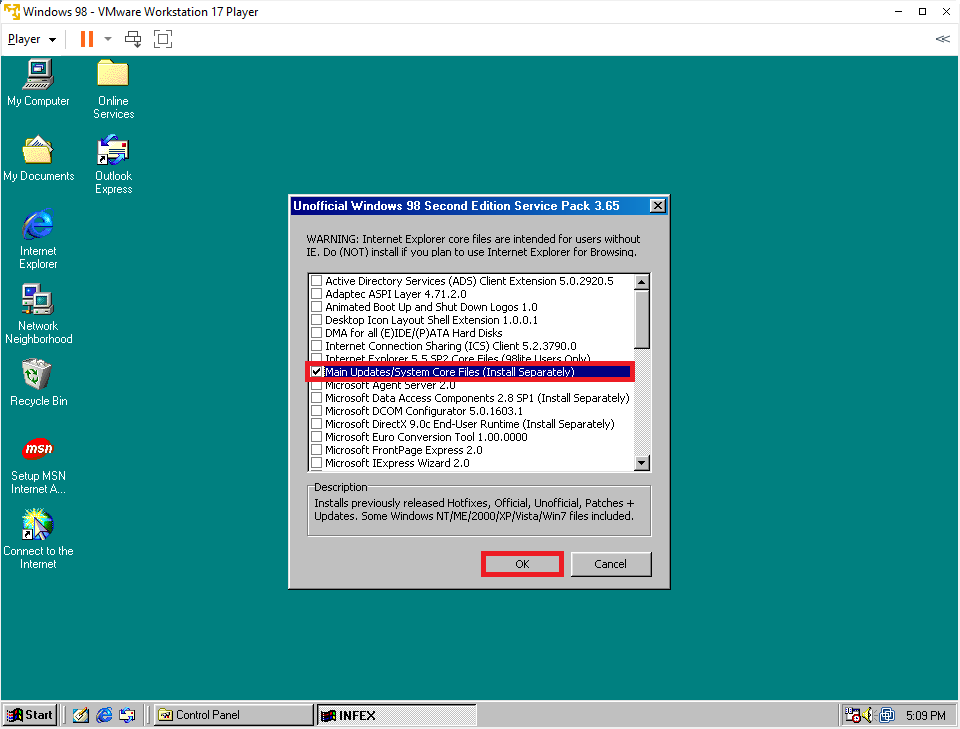 Windows 98 - VMware Workstation 17 Player
Player
My Computer
Online
Services
My Documents
Outlook
Express
Internet
Explorer
Network
Neighborhood
Recycle Bin
msn
Setup MSN
Internet A...
Connect to the
Internet
Unofficial Windows 98 Second Edition Service Pack 3.65
WARNING: Internet Explorer core files are intended for users without
IE. Do (NOT) install if you plan to use Internet Explorer for Browsing.
Active Directory Services (ADS) Client Extension 5.0.2920.5
Adaptec ASPI Layer 4.71.2.0
Animated Boot Up and Shut Down Logos 1.0
Desktop Icon Layout Shell Extension 1.0.0.1
DMA for all (E)IDE/(P)ATA Hard Disks
Internet Connection Sharing (ICS) Client 5.2.3790.0
Internet Explorer 5.5 SP2 Core Files (98lite Users Only)
Main Updates/System Core Files (Install Separately)
Microsoft Agent Server 2.0
Microsoft Data Access Components 2.8 SP1 (Install Separately)
Microsoft DCOM Configurator 5.0.1603.1
Microsoft DirectX 9.0c End-User Runtime (Install Separately)
Microsoft Euro Conversion Tool 1.00.0000
Microsoft FrontPage Express 2.0
Microsoft IExpress Wizard 2.0
Description
Installs previously released Hotfixes, Official, Unofficial, Patches +
Updates. Some Windows NT/ME/2000/XP/Vista/Win7 files included.
OK
Cancel
Start
Control Panel
INFEX
5:09 PM